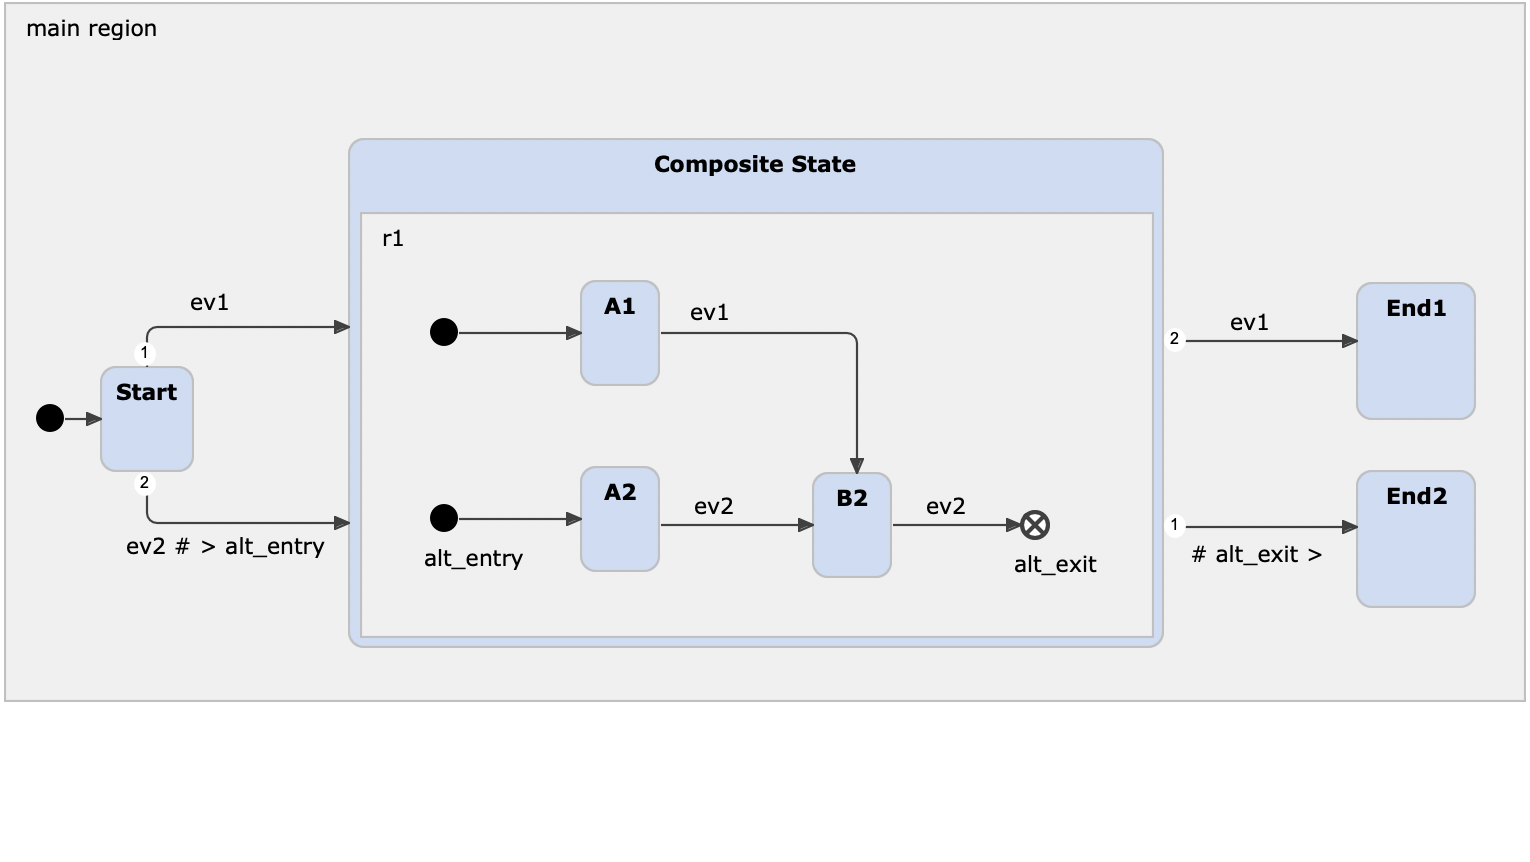 main region
Composite State
r1
ev1
1
Start
2
ev2 # > alt_entry
A1
ev1
A2
ev2
alt_entry
B2
ev2
alt_exit
2
ev1
End1
1
# alt_exit >
End2